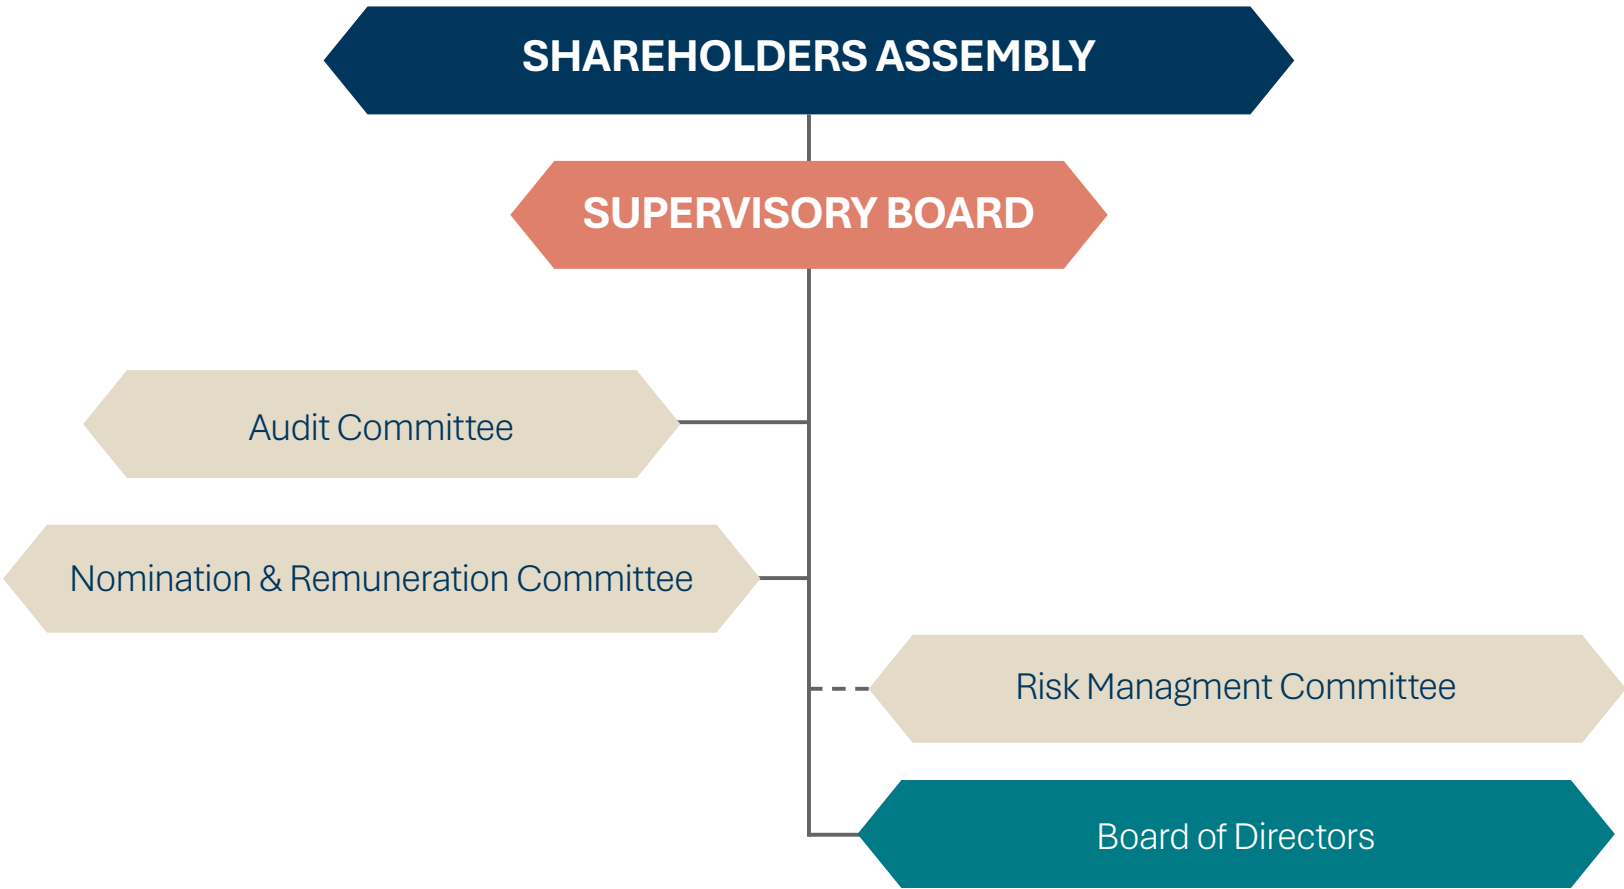 SHAREHOLDERS ASSEMBLY
SUPERVISORY BOARD
Audit Committee
Nomination & Remuneration Committee
Risk Managment Committee
Board of Directors